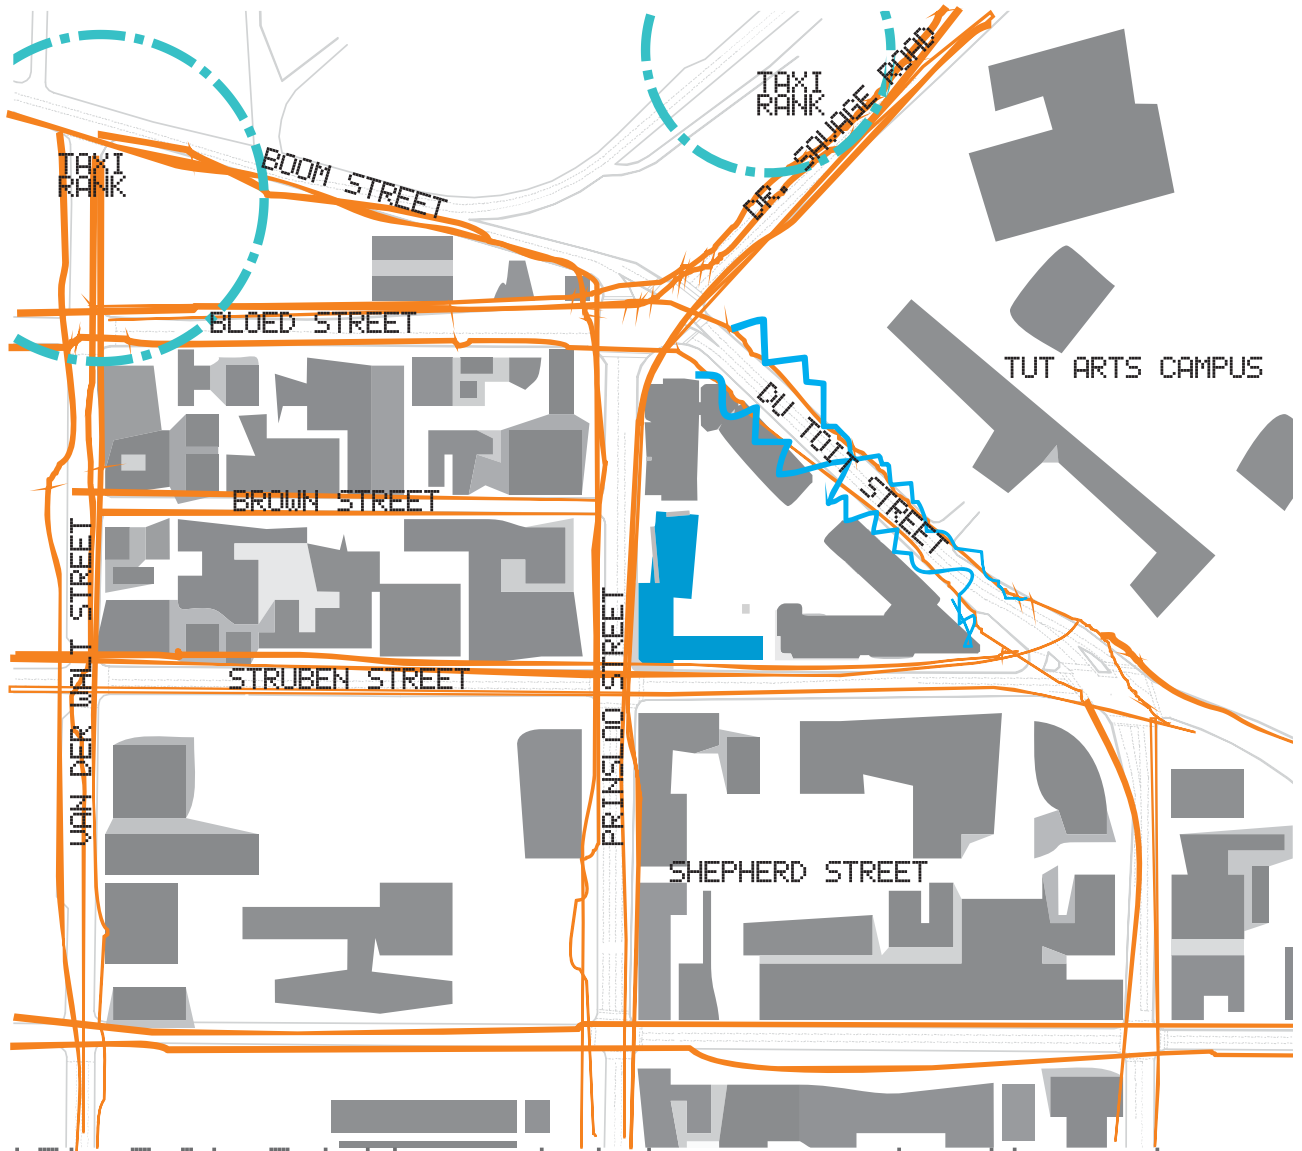 TAXI
RANK
DR. SAVAGE ROAD
TAXI
RANK
BOOM STREET
BLOED STREET
TUT ARTS CAMPUS
DU TOIT STREET
BROWN STREET
VAN DER WALT STREET
PRINSLOO STREET
STRUBEN STREET
SHEPHERD STREET